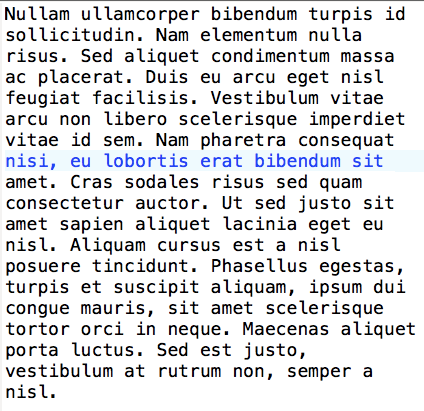 Nullam ullamcorper bibendum turpis id
sollicitudin. Nam elementum nulla
risus. Sed aliquet condimentum massa
ac placerat. Duis eu arcu eget nisl
feugiat facilisis. Vestibulum vitae
arcu non libero scelerisque imperdiet
vitae id sem. Nam pharetra consequat
nisi, eu lobortis erat bibendum sit
amet. Cras sodales risus sed quam
consectetur auctor. Ut sed justo sit
amet sapien aliquet lacinia eget eu
nisl. Aliquam cursus est a nisl
posuere tincidunt. Phasellus egestas,
turpis et suscipit aliquam, ipsum dui
congue mauris, sit amet scelerisque
tortor orci in neque. Maecenas aliquet
porta luctus. Sed est justo,
vestibulum at rutrum non, semper a
nisl.